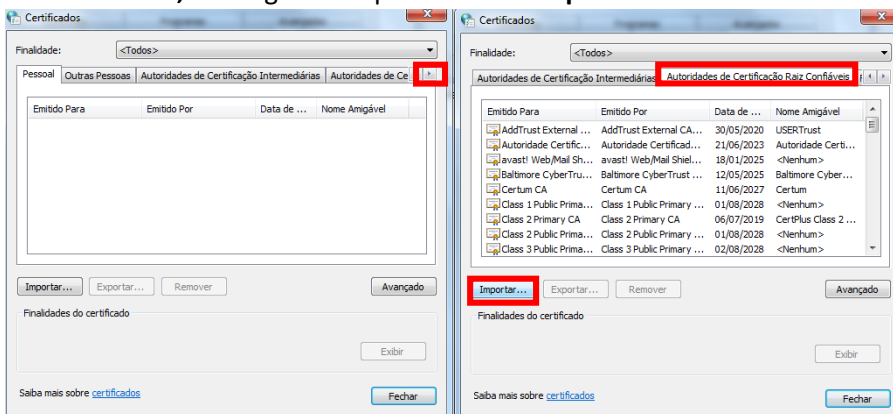 Certificados
Finalidade: <Todos>
Pessoal Outras Pessoas Autoridades de Certificação Intermediárias Autoridades de Ce
Emitido Para Emitido Por Data de ... Nome Amigável
Importar... Exportar... Remover Avançado
Finalidades do certificado
Exibir
Saiba mais sobre certificados
Fechar
Certificados
Finalidade: <Todos>
Autoridades de Certificação Intermediárias Autoridades de Certificação Raiz Confiáveis
Emitido Para Emitido Por Data de ... Nome Amigável
AddTrust External ... AddTrust External CA... 30/05/2020 USERTrust
Autoridade Certific... Autoridade Certificad... 21/06/2023 Autoridade Certi...
avast! Web/Mail Sh... avast! Web/Mail Shiel... 18/01/2025 <Nenhum>
Baltimore CyberTru... Baltimore CyberTrust ... 12/05/2025 Baltimore Cyber...
Certum CA Certum CA 11/06/2027 Certum
Class 1 Public Prima... Class 1 Public Primary ... 01/08/2028 <Nenhum>
Class 2 Primary CA Class 2 Primary CA 06/07/2019 CertPlus Class 2 ...
Class 2 Public Prima... Class 2 Public Primary ... 01/08/2028 <Nenhum>
Class 3 Public Prima... Class 3 Public Primary ... 02/08/2028 <Nenhum>
Importar... Exportar... Remover Avançado
Finalidades do certificado
Exibir
Saiba mais sobre certificados
Fechar